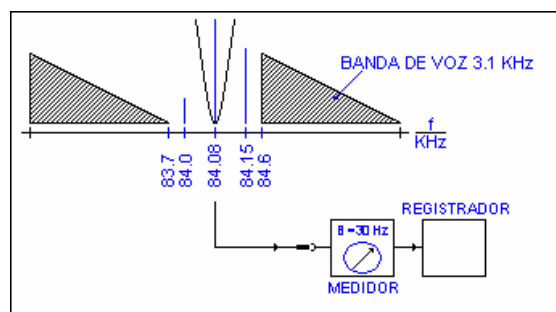 BANDA DE VOZ 3.1 KHz
f
KHz
83.7
84.0
84.08
84.15
84.6
REGISTRADOR
B =30 Hz
MEDIDOR